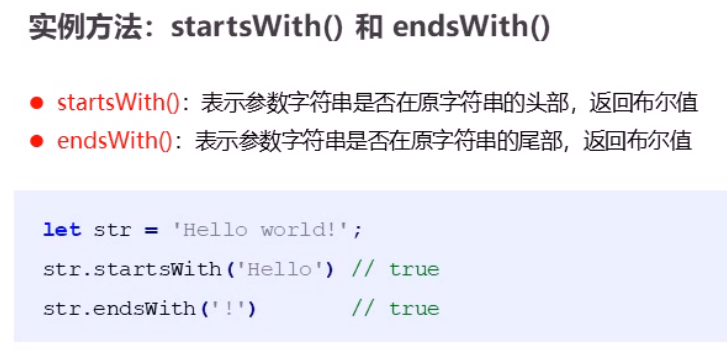 实例方法：startsWith() 和 endsWith()
● startsWith()：表示参数字符串是否在原字符串的头部，返回布尔值
● endsWith()：表示参数字符串是否在原字符串的尾部，返回布尔值
let str = 'Hello world!';
str.startsWith('Hello') // true
str.endsWith('!')       // true